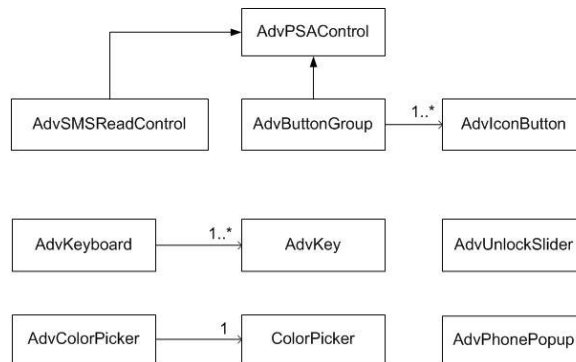 AdvPSAControl
AdvSMSReadControl
AdvButtonGroup
1..*
AdvIconButton
AdvKeyboard
1..*
AdvKey
AdvUnlockSlider
AdvColorPicker
1
ColorPicker
AdvPhonePopup